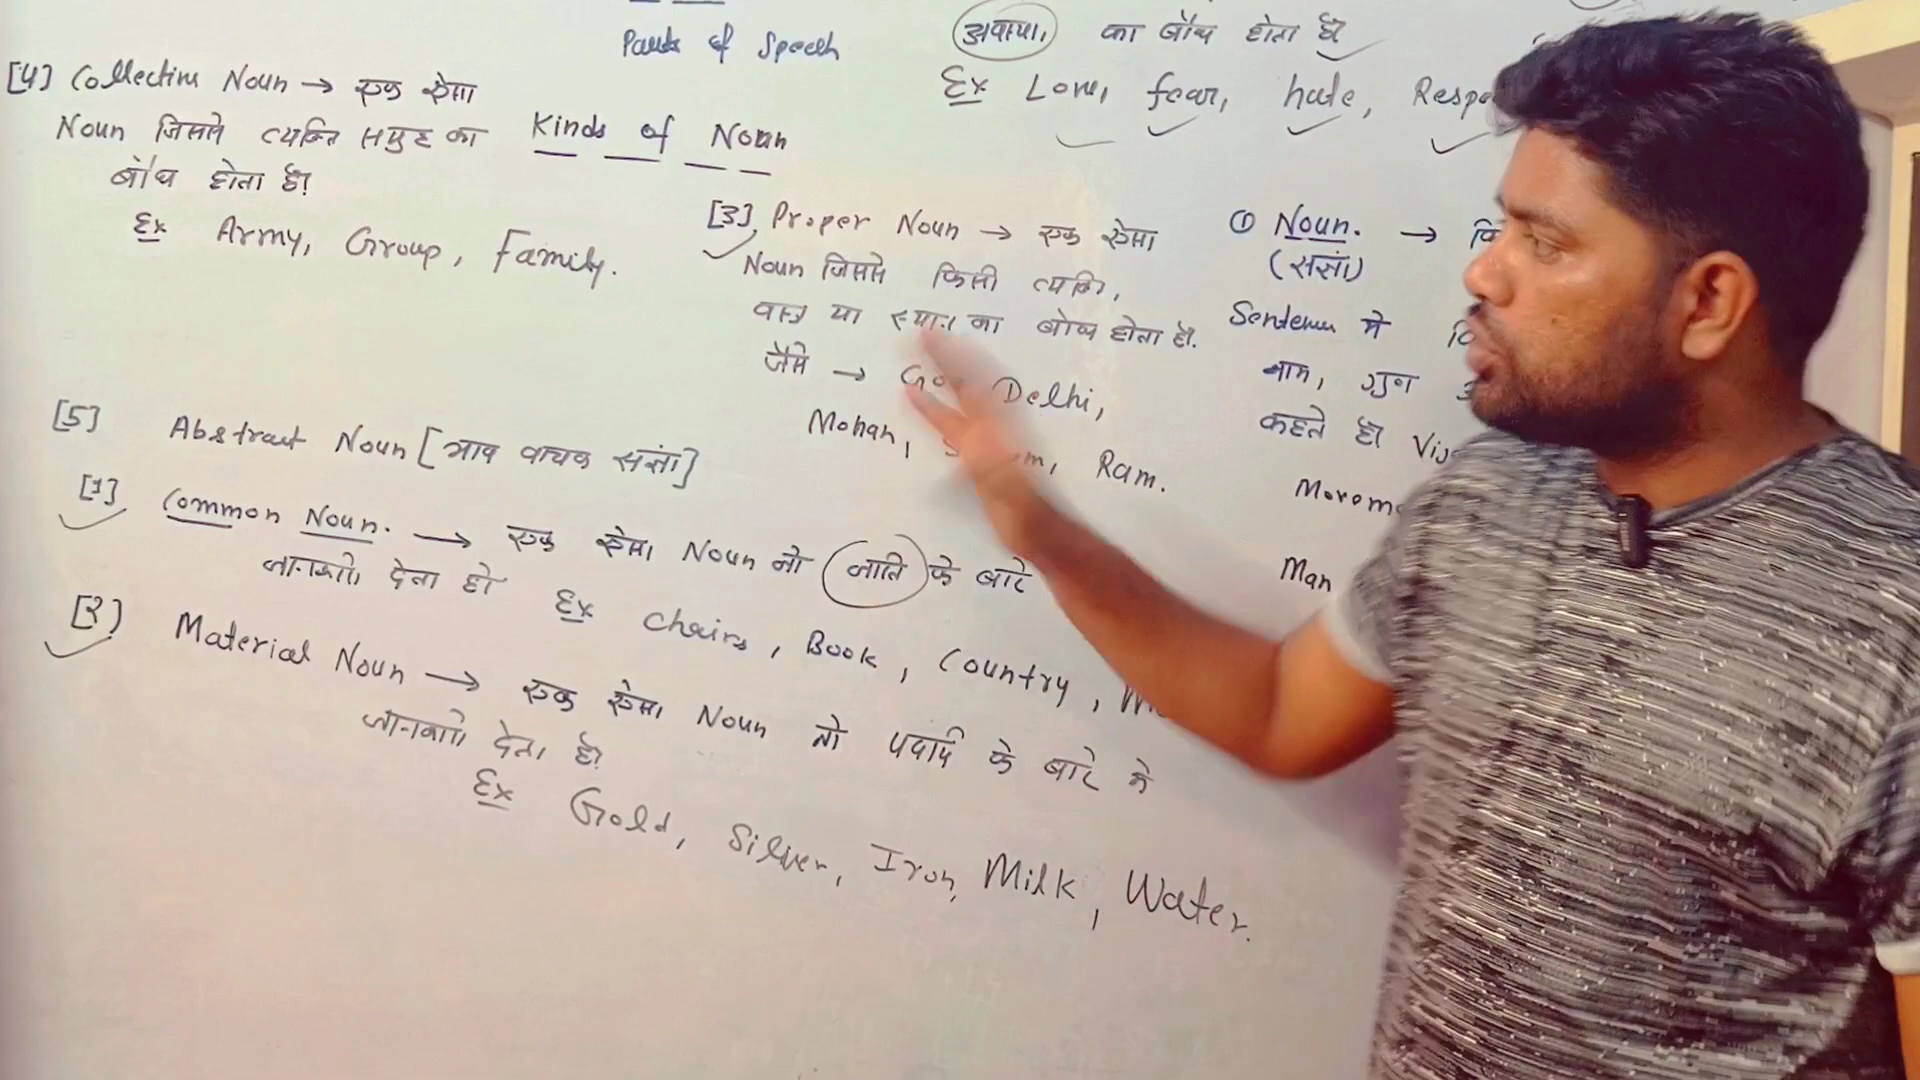 Parts of Speech
Kinds of Noun
[4] Collective Noun → एक ऐसा
Noun जिससे व्यक्ति समुह का
बोध होता है।
Ex Army, Group, Family.
[5] Abstract Noun [भाव वाचक संज्ञा]
[1] Common Noun. → एक ऐसा Noun जो जाति के बारे
जानकारी देता हो
Ex Chairs, Book, Country,
[2] Material Noun → एक ऐसा Noun जो पदार्थ के बारे मे
जानकारी देता है।
Ex Gold, Silver, Iron, Milk, Water.
[3] Proper Noun → एक ऐसा
Noun जिससे किसी व्यक्ति,
वस्तु या स्थान का बोध होता है.
जैसे → Delhi,
Mohan, Ram.
अवस्था। का बोध होता है।
Ex Love, fear, hate,
① Noun. →
(संज्ञा)
Sentence मे
नाम, गुण
कहते है।
Man